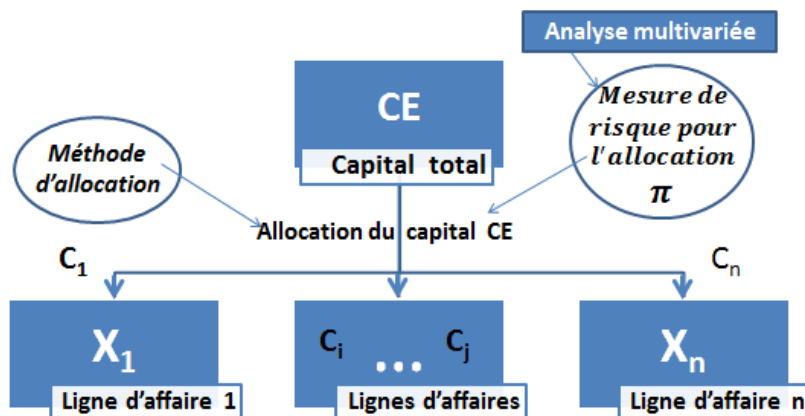 Analyse multivariée
CE
Capital total
Mesure de
risque pour
l'allocation
π
Méthode
d'allocation
Allocation du capital CE
C₁
Cₙ
X₁
Cᵢ ... Cⱼ
Xₙ
Ligne d'affaire 1
Lignes d'affaires
Ligne d'affaire n